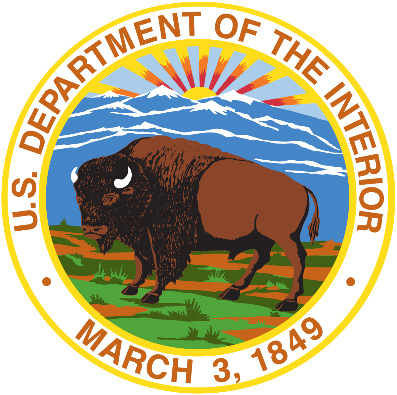 U.S. DEPARTMENT OF THE INTERIOR
MARCH 3, 1849